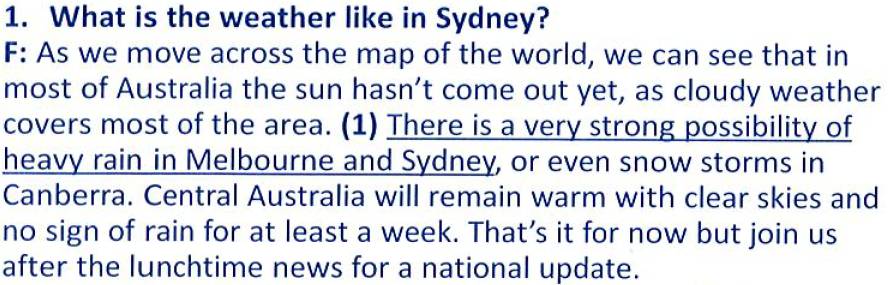 1. What is the weather like in Sydney?
F: As we move across the map of the world, we can see that in
most of Australia the sun hasn't come out yet, as cloudy weather
covers most of the area. (1) There is a very strong possibility of
heavy rain in Melbourne and Sydney, or even snow storms in
Canberra. Central Australia will remain warm with clear skies and
no sign of rain for at least a week. That's it for now but join us
after the lunchtime news for a national update.